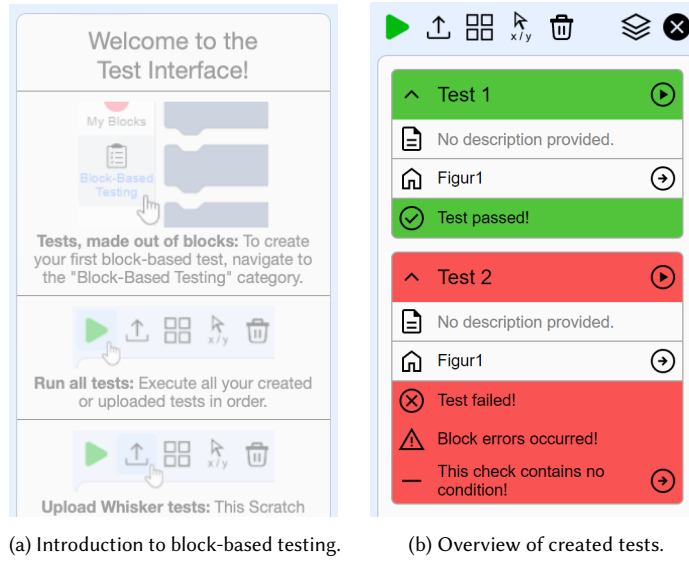 Welcome to the
Test Interface!
My Blocks
Block-Based
Testing
Tests, made out of blocks: To create
your first block-based test, navigate to
the "Block-Based Testing" category.
x/y
Run all tests: Execute all your created
or uploaded tests in order.
x/y
Upload Whisker tests: This Scratch
(a) Introduction to block-based testing.
x/y
Test 1
No description provided.
Figur1
Test passed!
Test 2
No description provided.
Figur1
Test failed!
Block errors occurred!
This check contains no
condition!
(b) Overview of created tests.